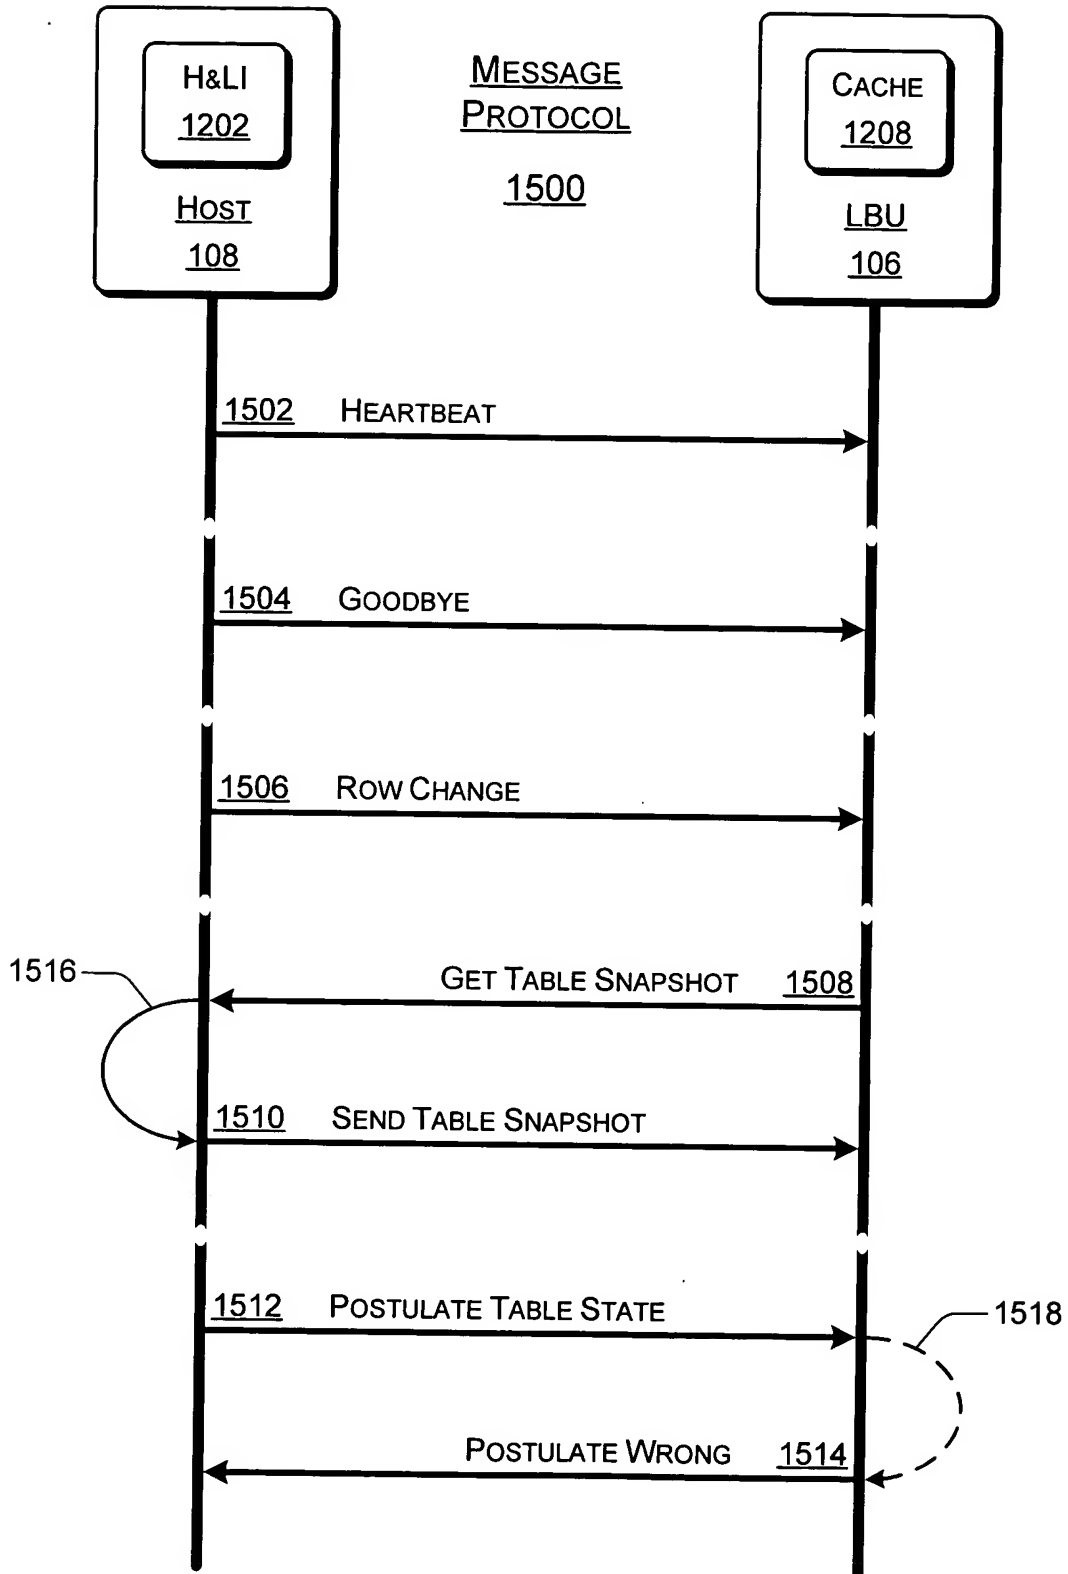 H&LI
1202
HOST
108
MESSAGE
PROTOCOL
1500
CACHE
1208
LBU
106
1502 HEARTBEAT
1504 GOODBYE
1506 ROW CHANGE
1516
GET TABLE SNAPSHOT 1508
1510 SEND TABLE SNAPSHOT
1512 POSTULATE TABLE STATE
1518
POSTULATE WRONG 1514